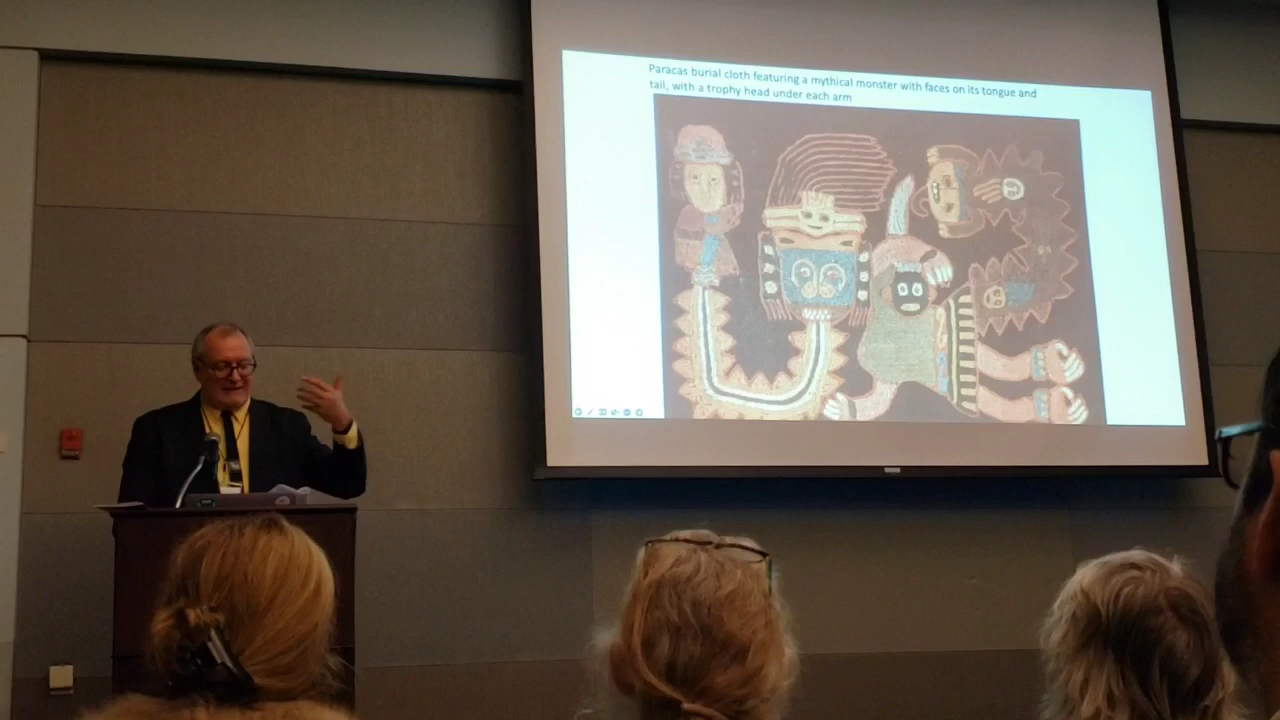 Paracas burial cloth featuring a mythical monster with faces on its tongue and
tail, with a trophy head under each arm